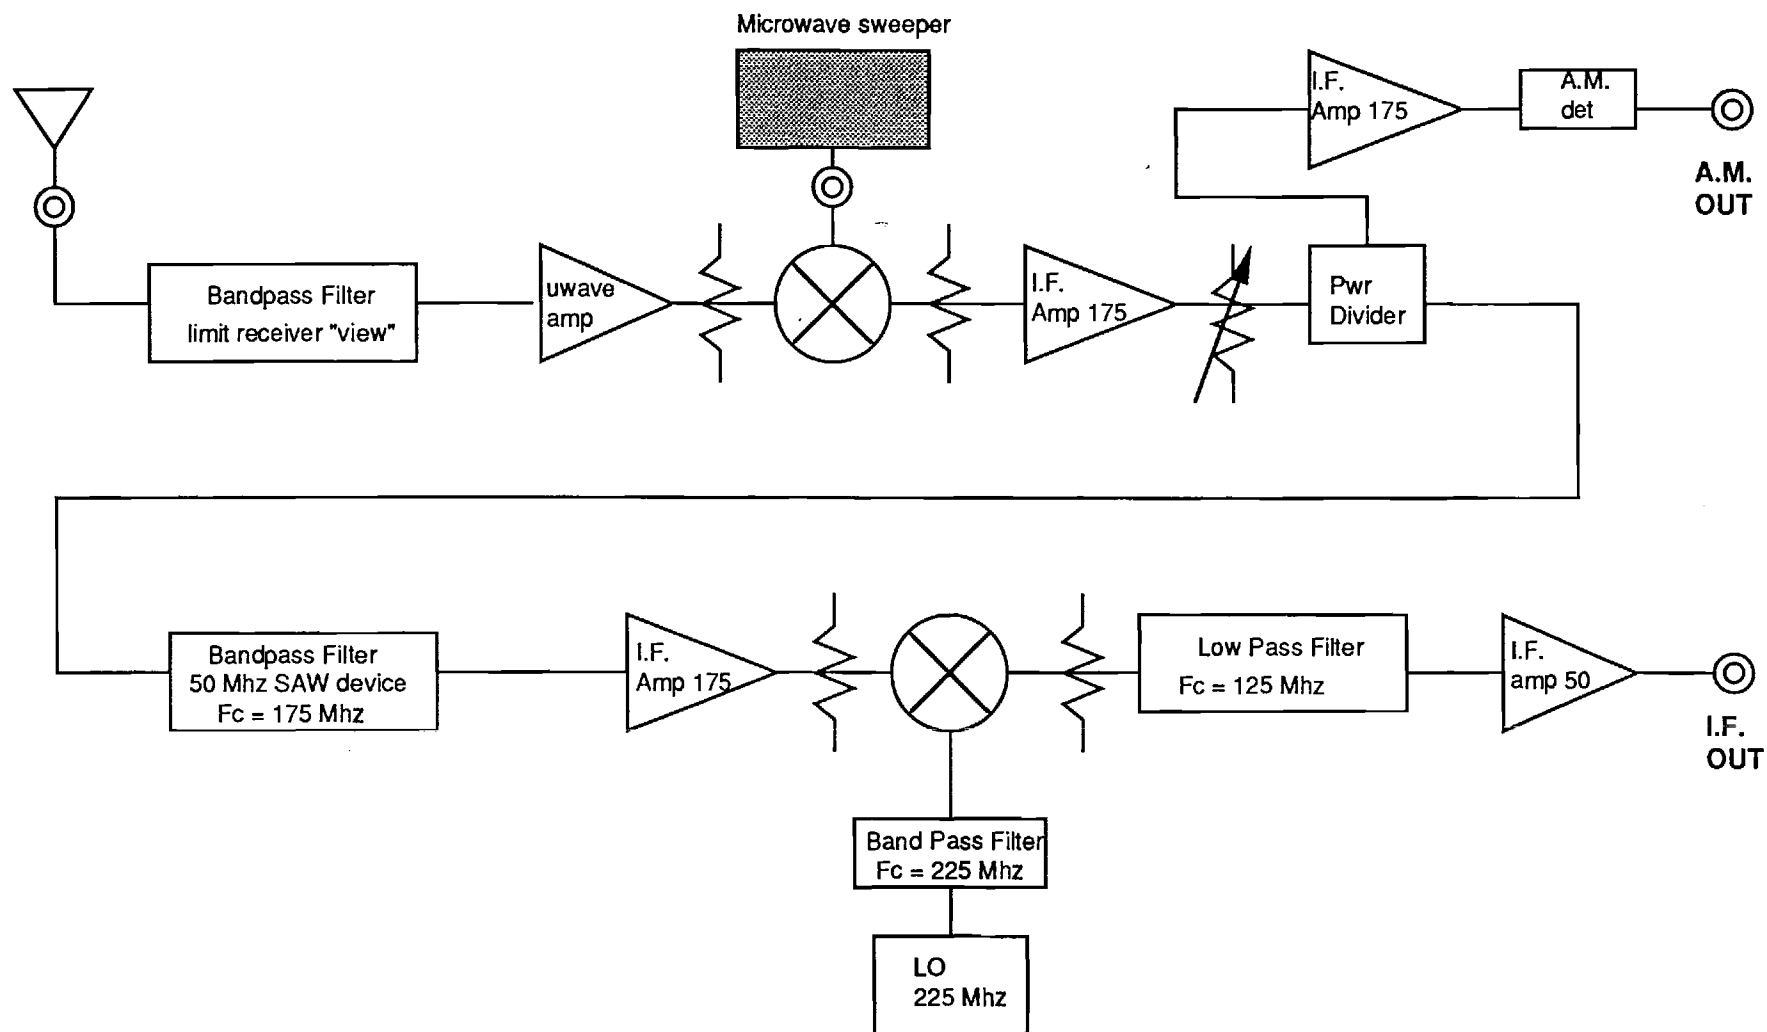 Microwave sweeper
I.F.
Amp 175
A.M.
det
A.M.
OUT
Bandpass Filter
limit receiver "view"
uwave
amp
I.F.
Amp 175
Pwr
Divider
Bandpass Filter
50 Mhz SAW device
Fc = 175 Mhz
I.F.
Amp 175
Low Pass Filter
Fc = 125 Mhz
I.F.
amp 50
I.F.
OUT
Band Pass Filter
Fc = 225 Mhz
LO
225 Mhz